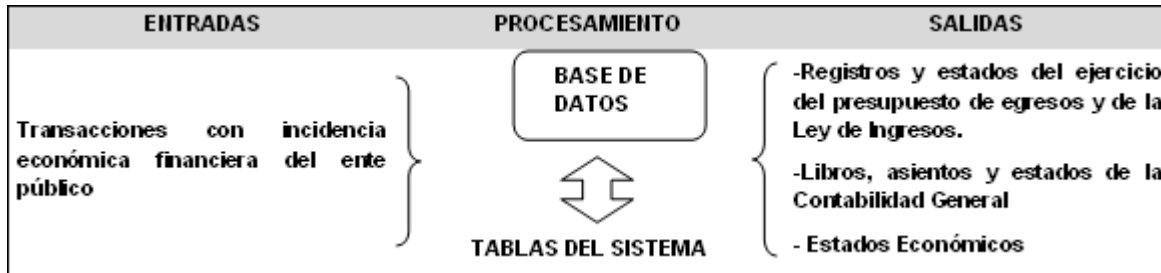 ENTRADAS
PROCESAMIENTO
SALIDAS
Transacciones con incidencia
económica financiera del ente
público
BASE DE
DATOS
TABLAS DEL SISTEMA
-Registros y estados del ejercicio
del presupuesto de egresos y de la
Ley de Ingresos.
-Libros, asientos y estados de la
Contabilidad General
- Estados Económicos